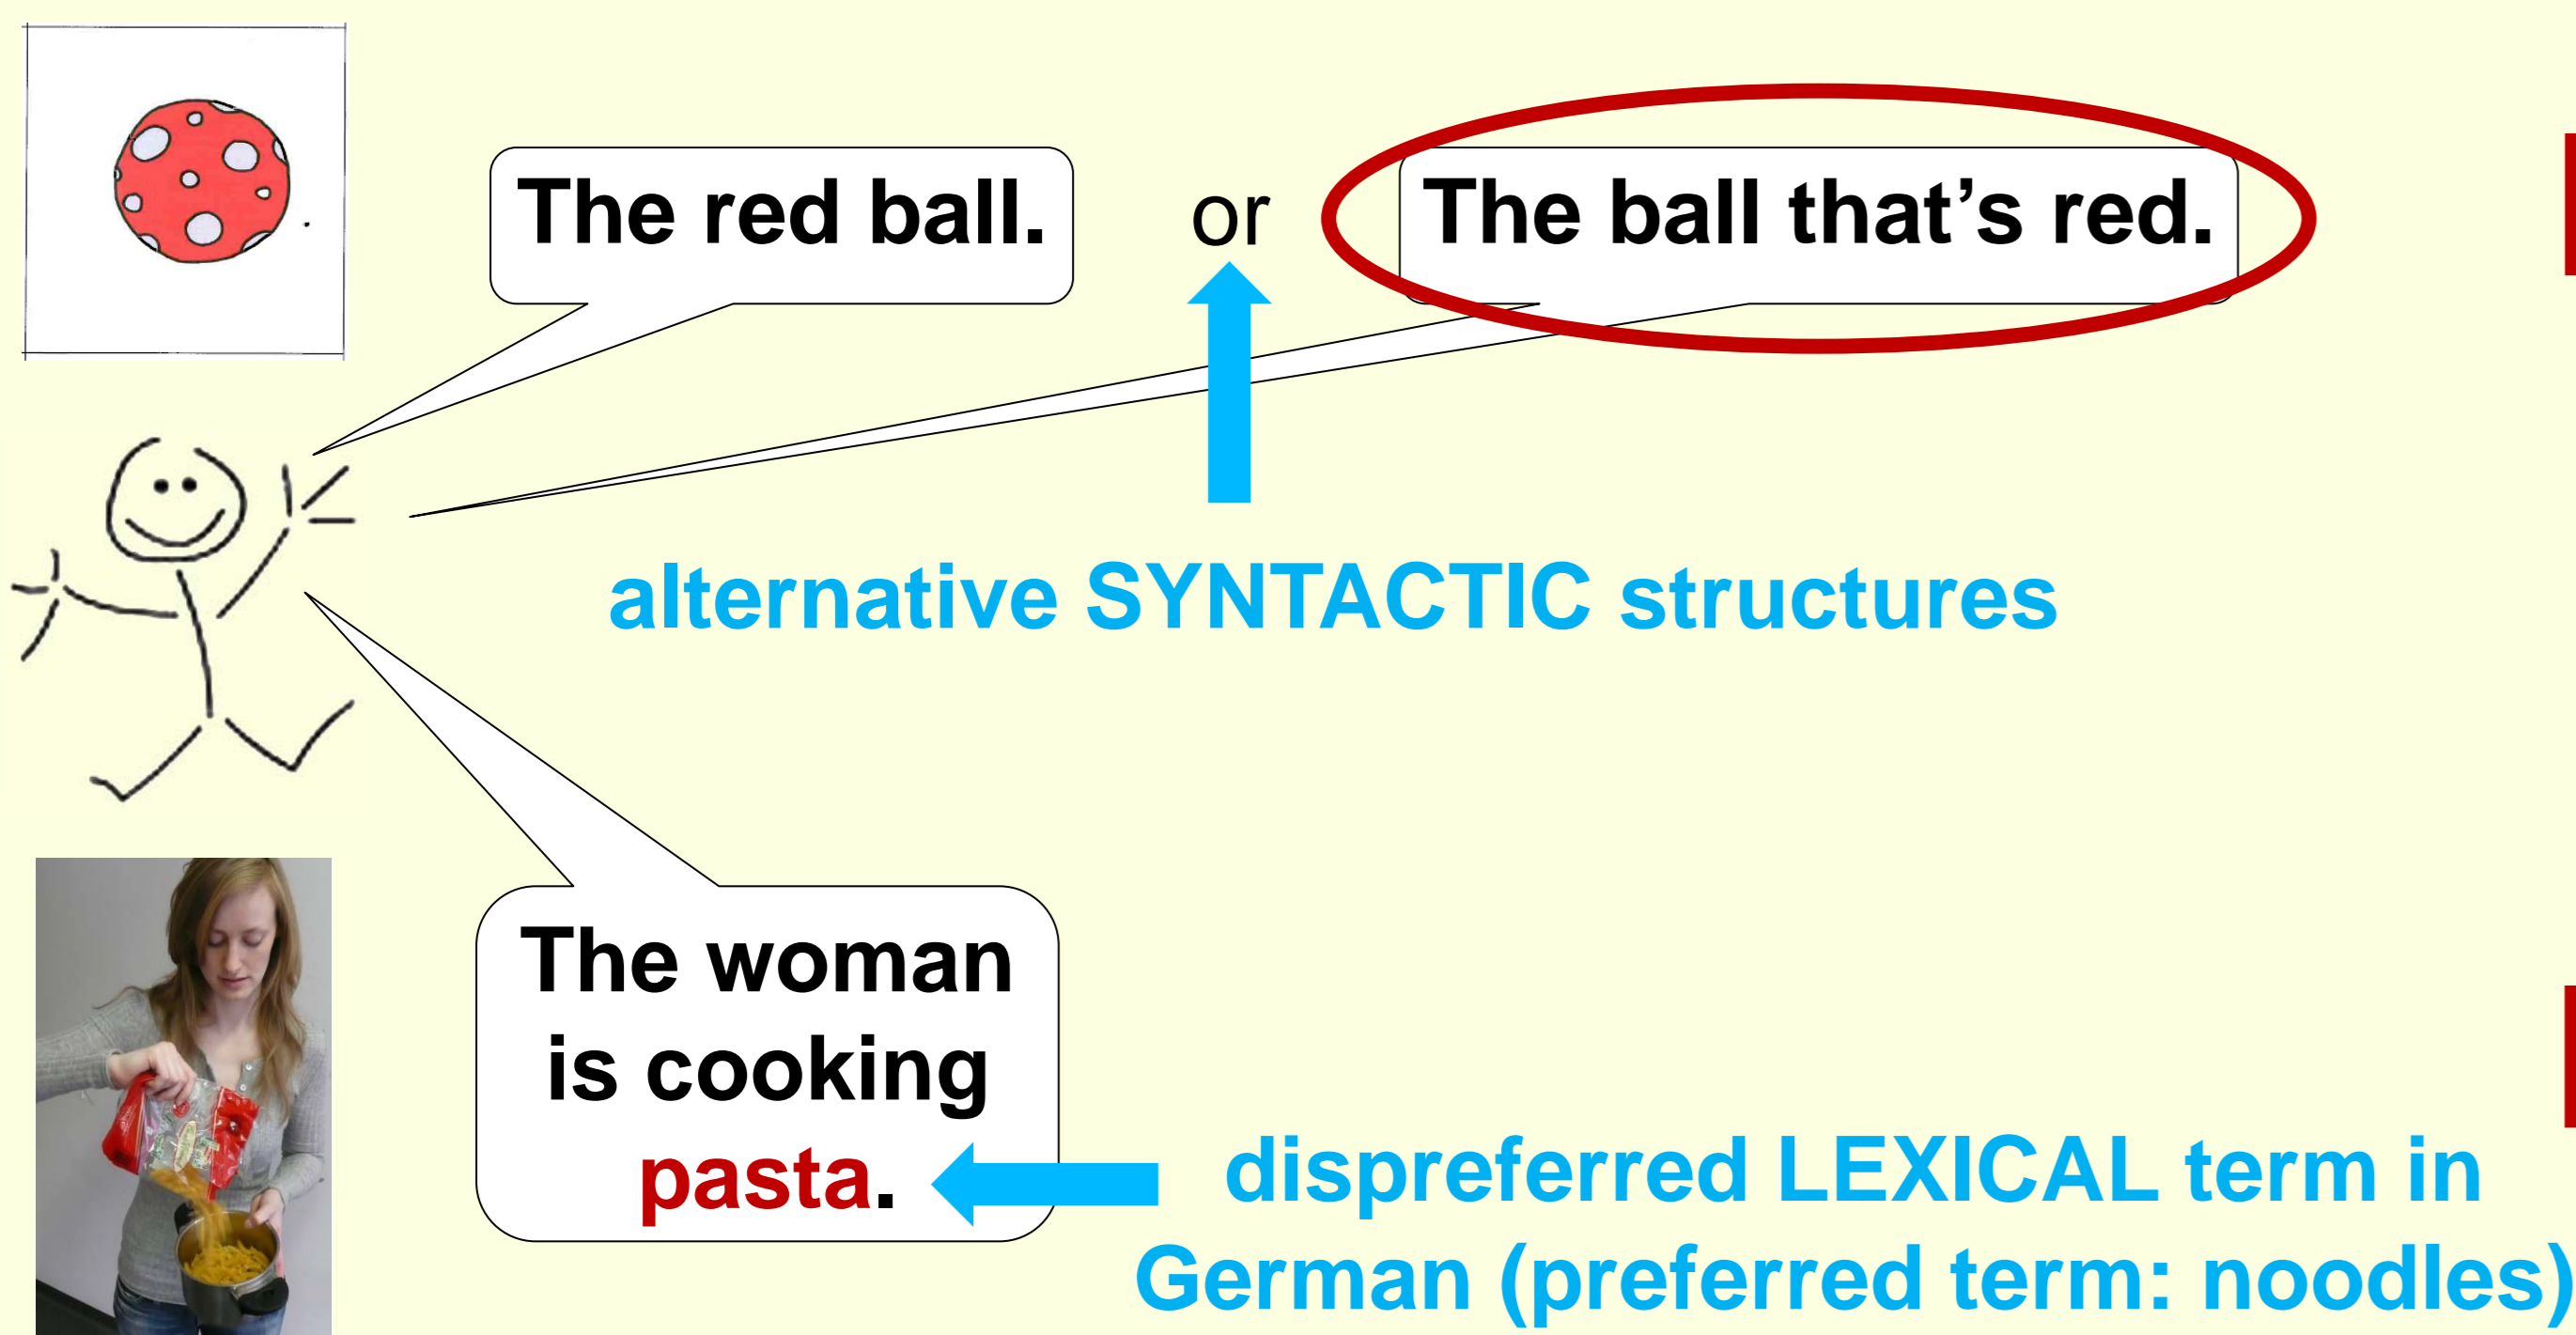 The red ball.
or
The ball that’s red.
alternative SYNTACTIC structures
The woman
is cooking
pasta.
dispreferred LEXICAL term in
German (preferred term: noodles)